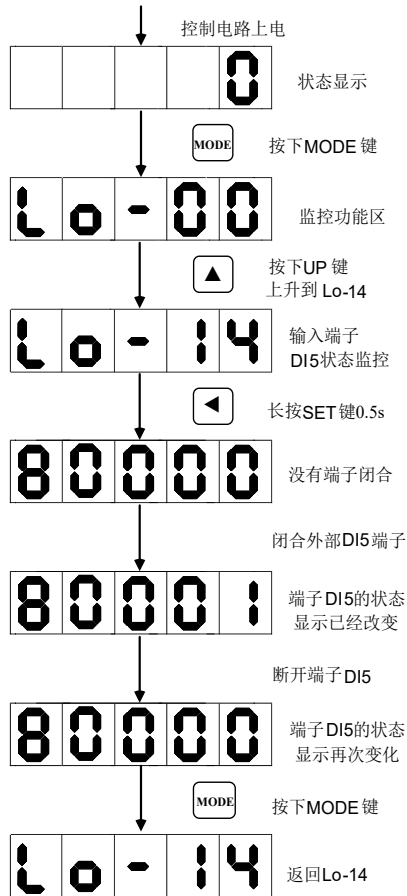 控制电路上电
0
状态显示
MODE
按下MODE 键
Lo-00
监控功能区
▲
按下UP 键
上升到 Lo-14
Lo-14
输入端子
DI5状态监控
◄
长按SET 键0.5s
80000
没有端子闭合
闭合外部DI5 端子
80001
端子 DI5的状态
显示已经改变
断开端子DI5
80000
端子 DI5的状态
显示再次变化
MODE
按下MODE 键
Lo-14
返回Lo-14